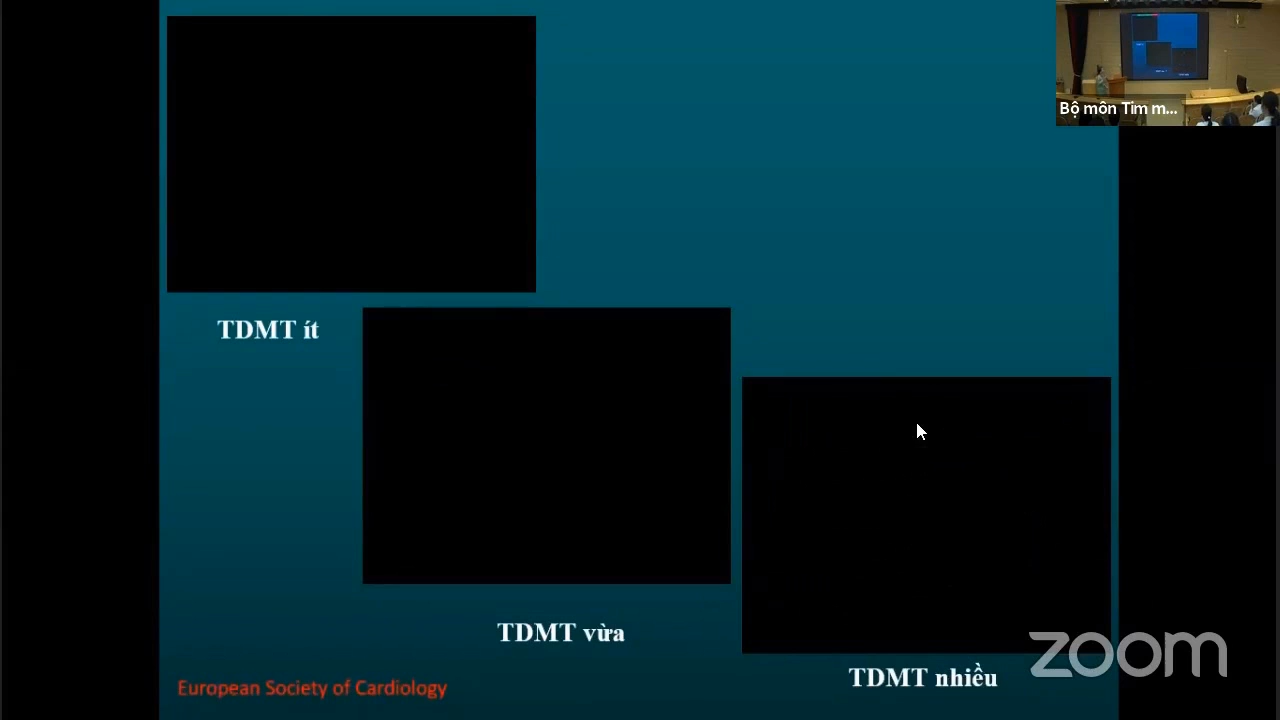 Bộ môn Tim m...
TDMT ít
TDMT vừa
TDMT nhiều
European Society of Cardiology
zoom